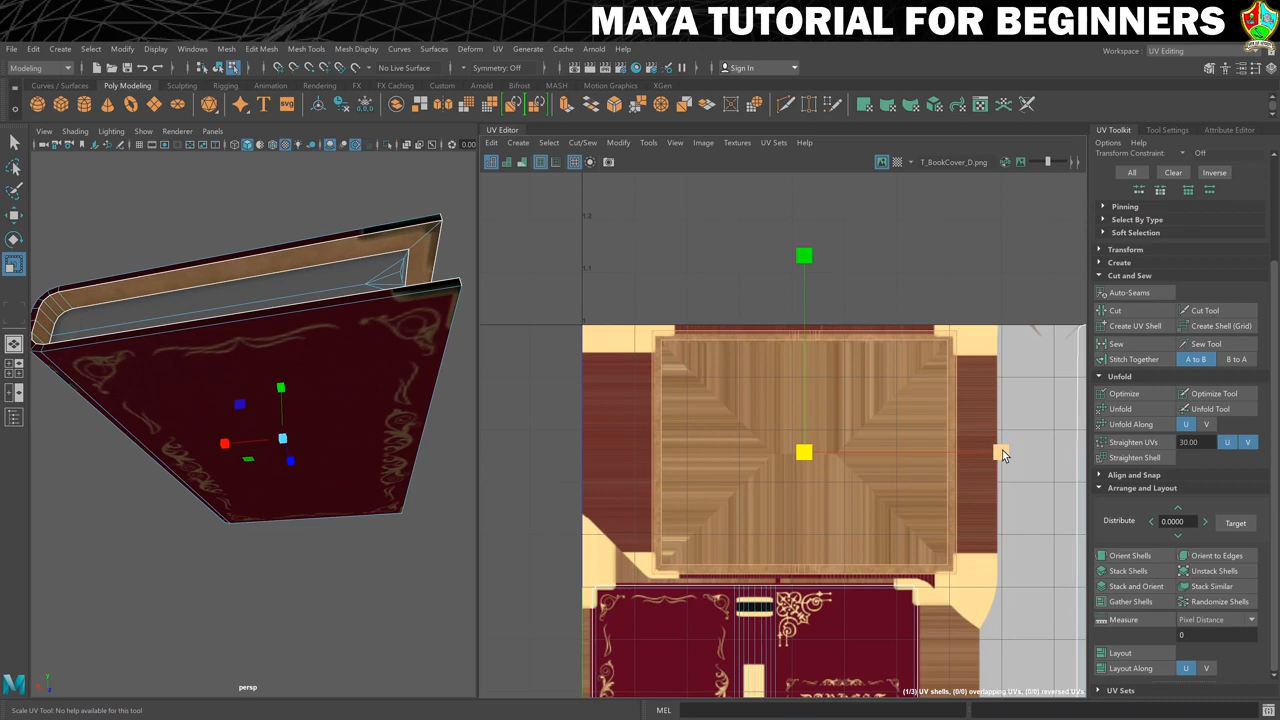 MAYA TUTORIAL FOR BEGINNERS
Workspace : UV Editing
File Edit Create Select Modify Display Windows Mesh Edit Mesh Mesh Tools Mesh Display Curves Surfaces Deform UV Generate Cache Arnold Help
Modeling No Live Surface Symmetry: Off Sign In
Curves / Surfaces Poly Modeling Sculpting Rigging Animation Rendering FX FX Caching Custom Arnold Bifrost MASH Motion Graphics XGen
View Shading Lighting Show Renderer Panels
0.00
UV Editor
Edit Create Select Cut/Sew Modify Tools View Image Textures UV Sets Help
T_BookCover_D.png
1.2
1.1
1
(1/3) UV shells, (0/0) overlapping UVs, (0/0) reversed UVs
persp
UV Toolkit Tool Settings Attribute Editor
Options Help
Transform Constraint: Off
All Clear Inverse
Pinning
Select By Type
Soft Selection
Transform
Create
Cut and Sew
Auto-Seams
Cut Cut Tool
Create UV Shell Create Shell (Grid)
Sew Sew Tool
Stitch Together A to B B to A
Unfold
Optimize Optimize Tool
Unfold Unfold Tool
Unfold Along U V
Straighten UVs 30.00 U V
Straighten Shell
Align and Snap
Arrange and Layout
Distribute 0.0000 Target
Orient Shells Orient to Edges
Stack Shells Unstack Shells
Stack and Orient Stack Similar
Gather Shells Randomize Shells
Measure Pixel Distance
0
Layout
Layout Along U V
UV Sets
Scale UV Tool: No help available for this tool
MEL